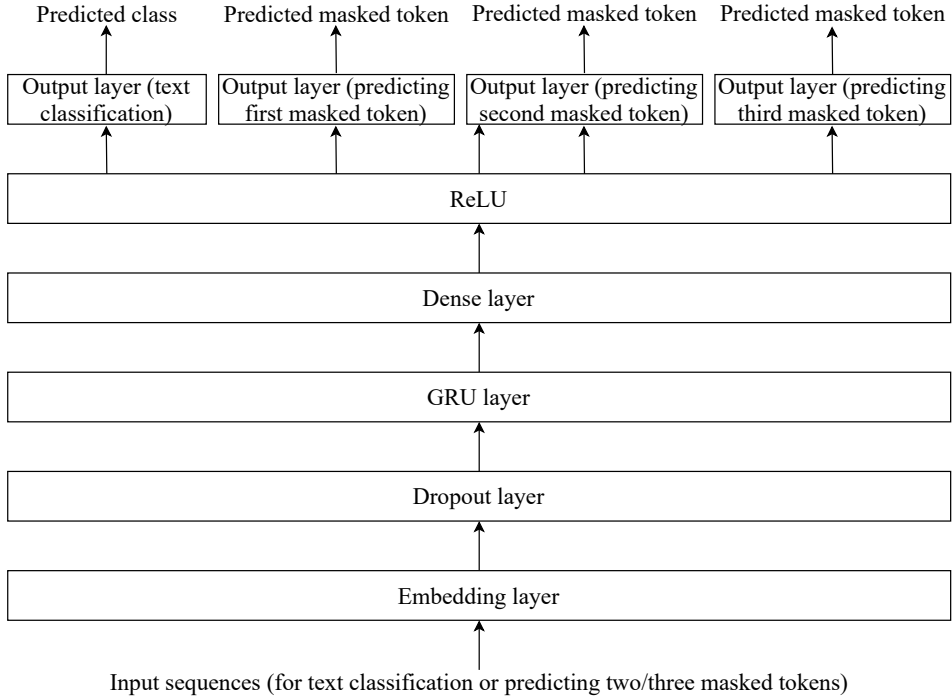 Predicted class
Predicted masked token
Predicted masked token
Predicted masked token
Output layer (text
classification)
Output layer (predicting
first masked token)
Output layer (predicting
second masked token)
Output layer (predicting
third masked token)
ReLU
Dense layer
GRU layer
Dropout layer
Embedding layer
Input sequences (for text classification or predicting two/three masked tokens)